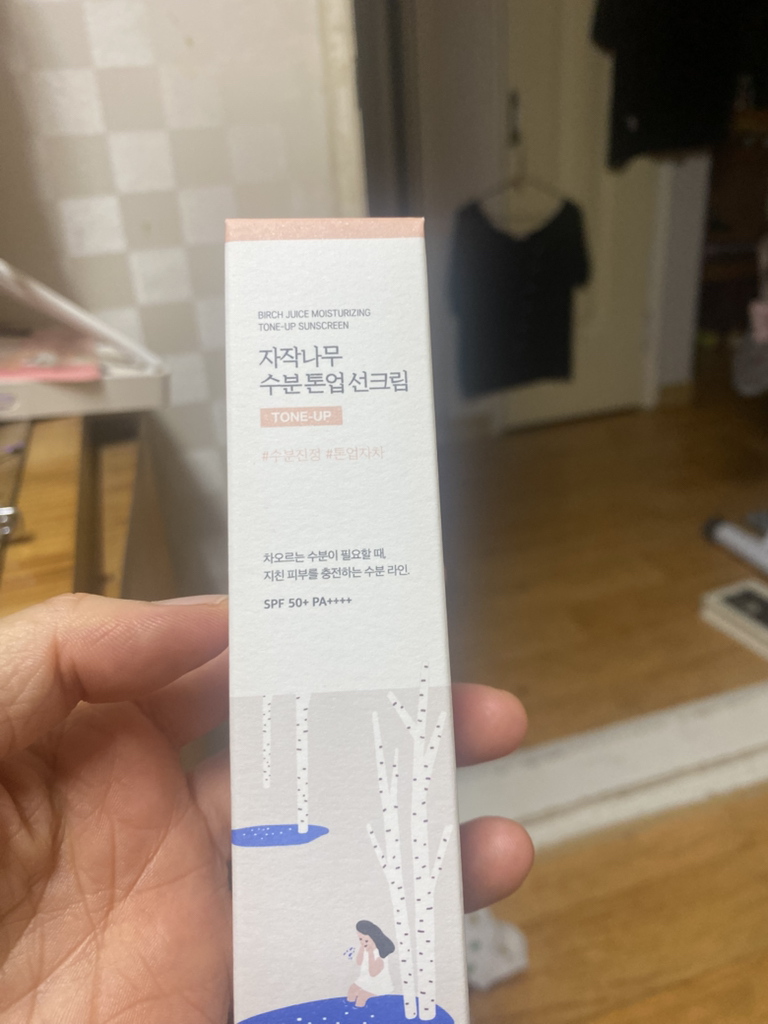 BIRCH JUICE MOISTURIZING
TONE-UP SUNSCREEN
자작나무
수분 톤업 선크림
TONE-UP
#수분진정 #톤업자차
차오르는 수분이 필요할 때,
지친 피부를 충전하는 수분 라인.
SPF 50+ PA++++